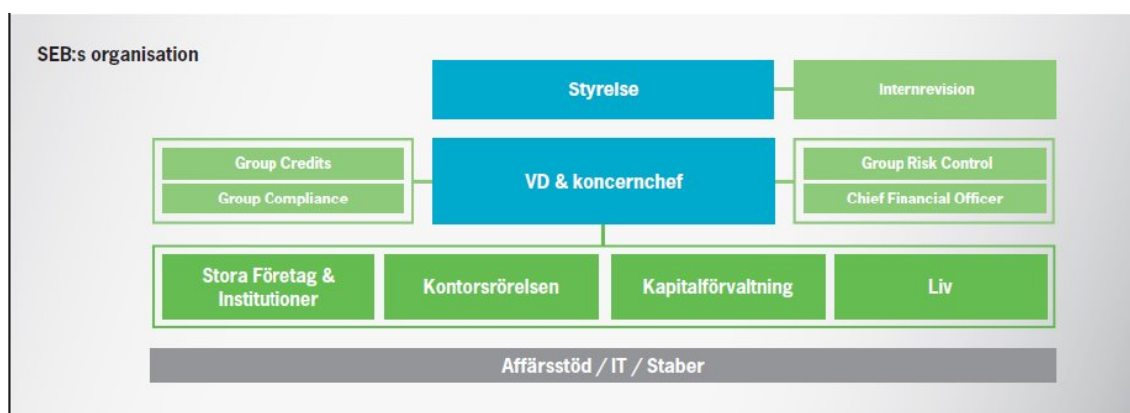 SEB:s organisation
Styrelse
Internrevision
Group Credits
Group Compliance
VD & koncernchef
Group Risk Control
Chief Financial Officer
Stora Företag &
Institutioner
Kontorsrörelsen
Kapitalförvaltning
Liv
Affärsstöd / IT / Staber